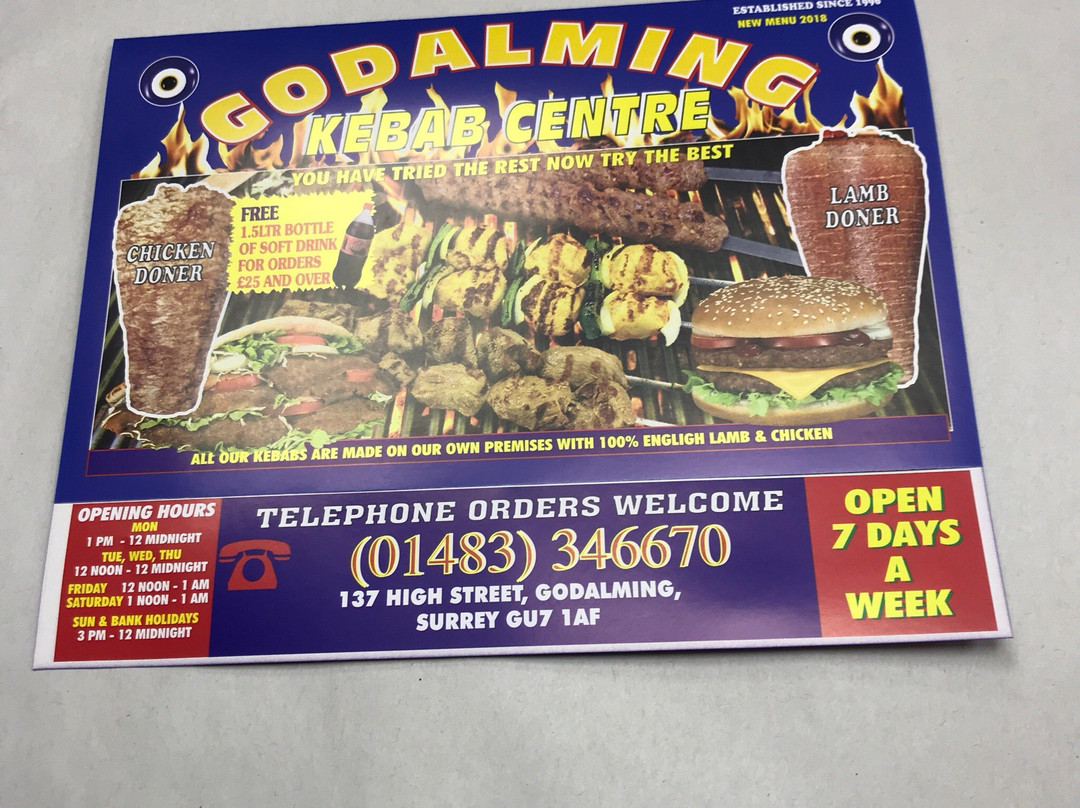 ESTABLISHED SINCE 1996
NEW MENU 2018
GODALMING
KEBAB CENTRE
YOU HAVE TRIED THE REST NOW TRY THE BEST
CHICKEN
DONER
FREE
1.5LTR BOTTLE
OF SOFT DRINK
FOR ORDERS
£25 AND OVER
LAMB
DONER
ALL OUR KEBABS ARE MADE ON OUR OWN PREMISES WITH 100% ENGLIGH LAMB & CHICKEN
OPENING HOURS
MON
1 PM - 12 MIDNIGHT
TUE, WED, THU
12 NOON - 12 MIDNIGHT
FRIDAY 12 NOON - 1 AM
SATURDAY 1 NOON - 1 AM
SUN & BANK HOLIDAYS
3 PM - 12 MIDNIGHT
TELEPHONE ORDERS WELCOME
(01483) 346670
137 HIGH STREET, GODALMING,
SURREY GU7 1AF
OPEN
7 DAYS
A
WEEK